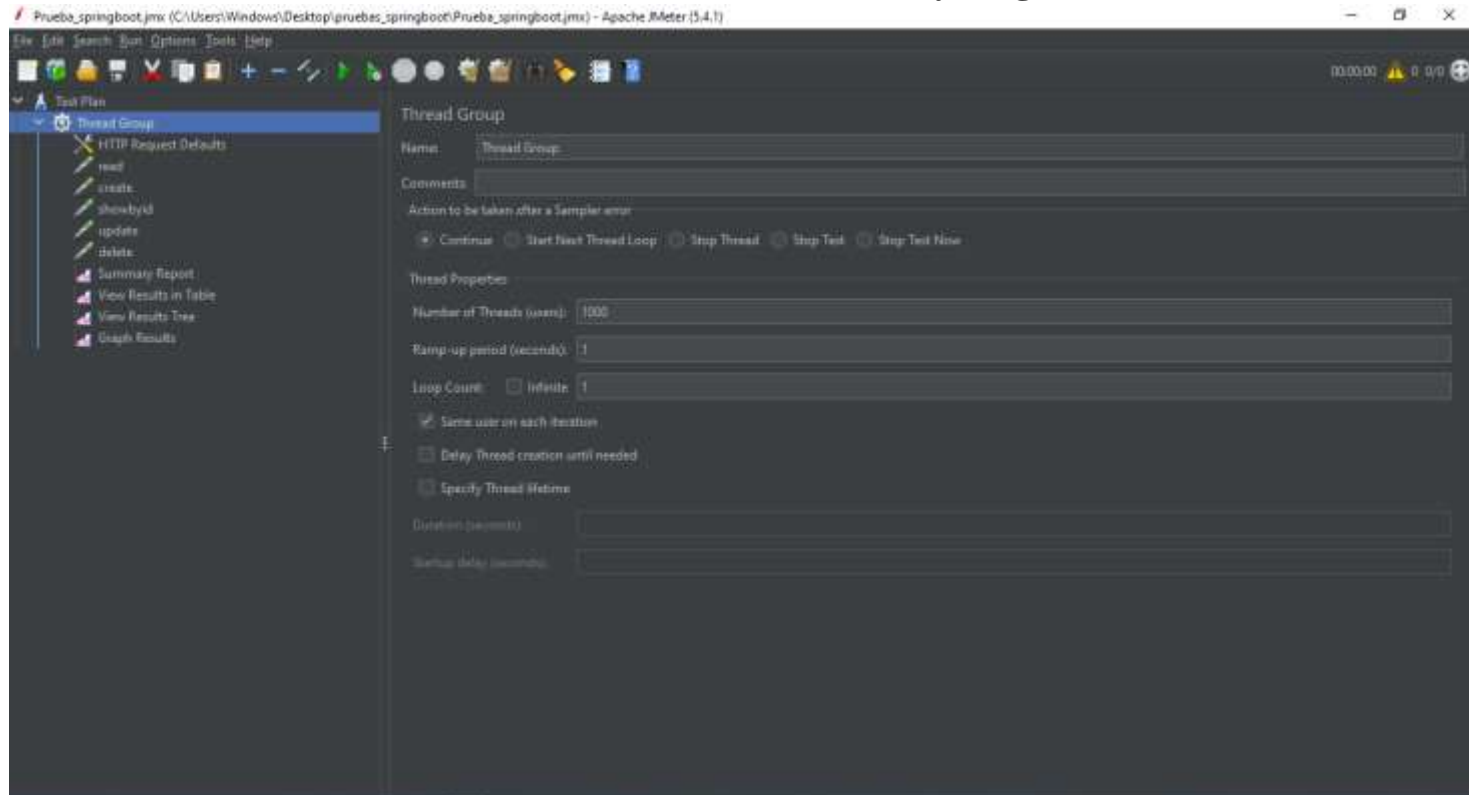 Prueba_springboot.jmx (C:\Users\Windows\Desktop\pruebas_springboot\Prueba_springboot.jmx) - Apache JMeter (5.4.1)
File Edit Search Run Options Tools Help
00:00:00 0 0/0
Test Plan
Thread Group
HTTP Request Defaults
read
create
showbyid
update
delete
Summary Report
View Results in Table
View Results Tree
Graph Results
Thread Group
Name: Thread Group
Comments:
Action to be taken after a Sampler error
Continue Start Next Thread Loop Stop Thread Stop Test Stop Test Now
Thread Properties
Number of Threads (users): 1000
Ramp-up period (seconds): 1
Loop Count: Infinite 1
Same user on each iteration
Delay Thread creation until needed
Specify Thread lifetime
Duration (seconds)
Startup delay (seconds)